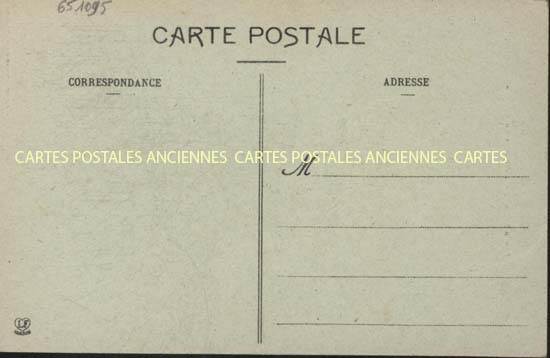 651095
CARTE POSTALE
CORRESPONDANCE
ADRESSE
CARTES POSTALES ANCIENNES CARTES POSTALES ANCIENNES CARTES
M